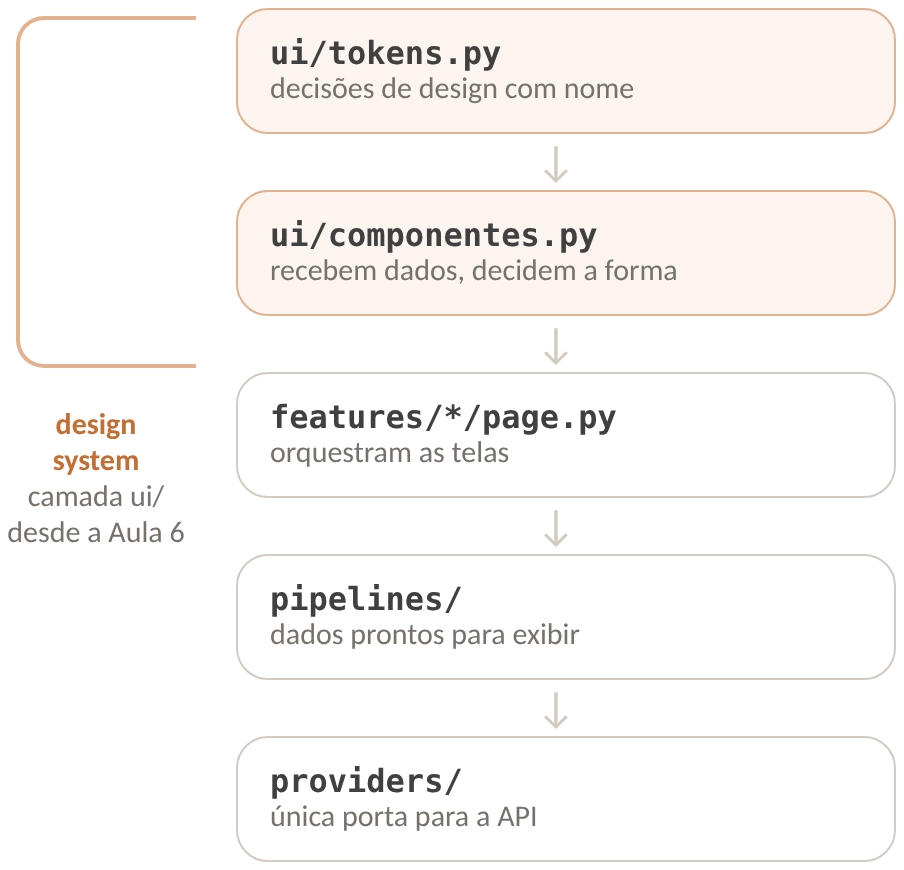 ui/tokens.py
decisões de design com nome
ui/componentes.py
recebem dados, decidem a forma
features/*/page.py
orquestram as telas
design
system
camada ui/
desde a Aula 6
pipelines/
dados prontos para exibir
providers/
única porta para a API